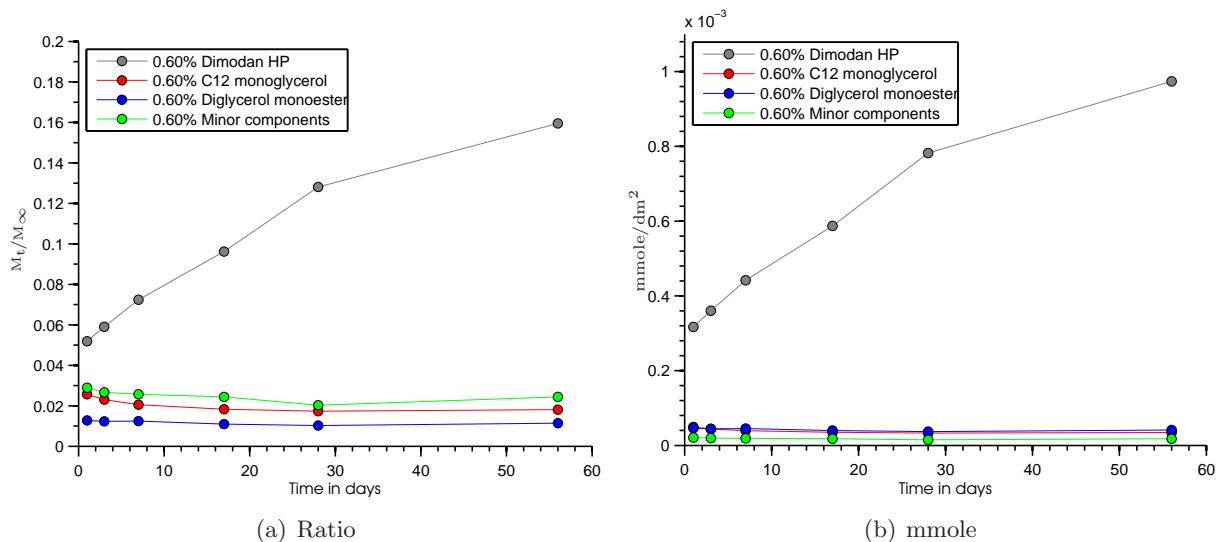 0.2
0.18
0.16
0.14
0.12
0.1
0.08
0.06
0.04
0.02
0
M_t/M_∞
0.60% Dimodan HP
0.60% C12 monoglycerol
0.60% Diglycerol monoester
0.60% Minor components
0 10 20 30 40 50 60
Time in days
(a) Ratio
x 10⁻³
1
0.8
0.6
0.4
0.2
0
mmole/dm²
0.60% Dimodan HP
0.60% C12 monoglycerol
0.60% Diglycerol monoester
0.60% Minor components
0 10 20 30 40 50 60
Time in days
(b) mmole